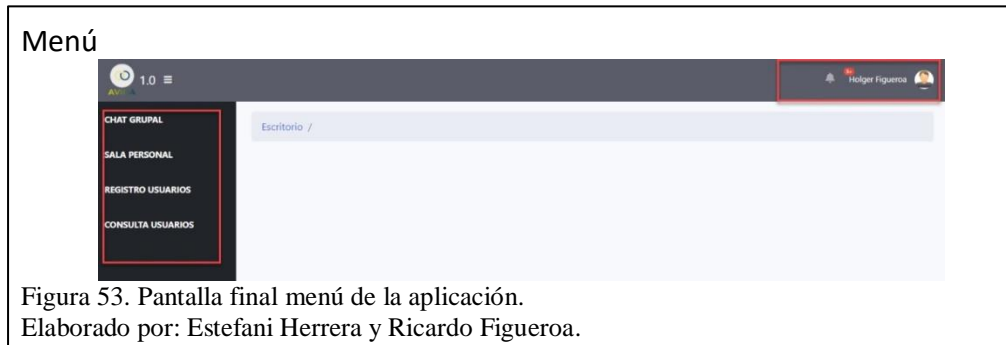 Menú
1.0
Holger Figueroa
CHAT GRUPAL
Escritorio /
SALA PERSONAL
REGISTRO USUARIOS
CONSULTA USUARIOS
Figura 53. Pantalla final menú de la aplicación.
Elaborado por: Estefani Herrera y Ricardo Figueroa.